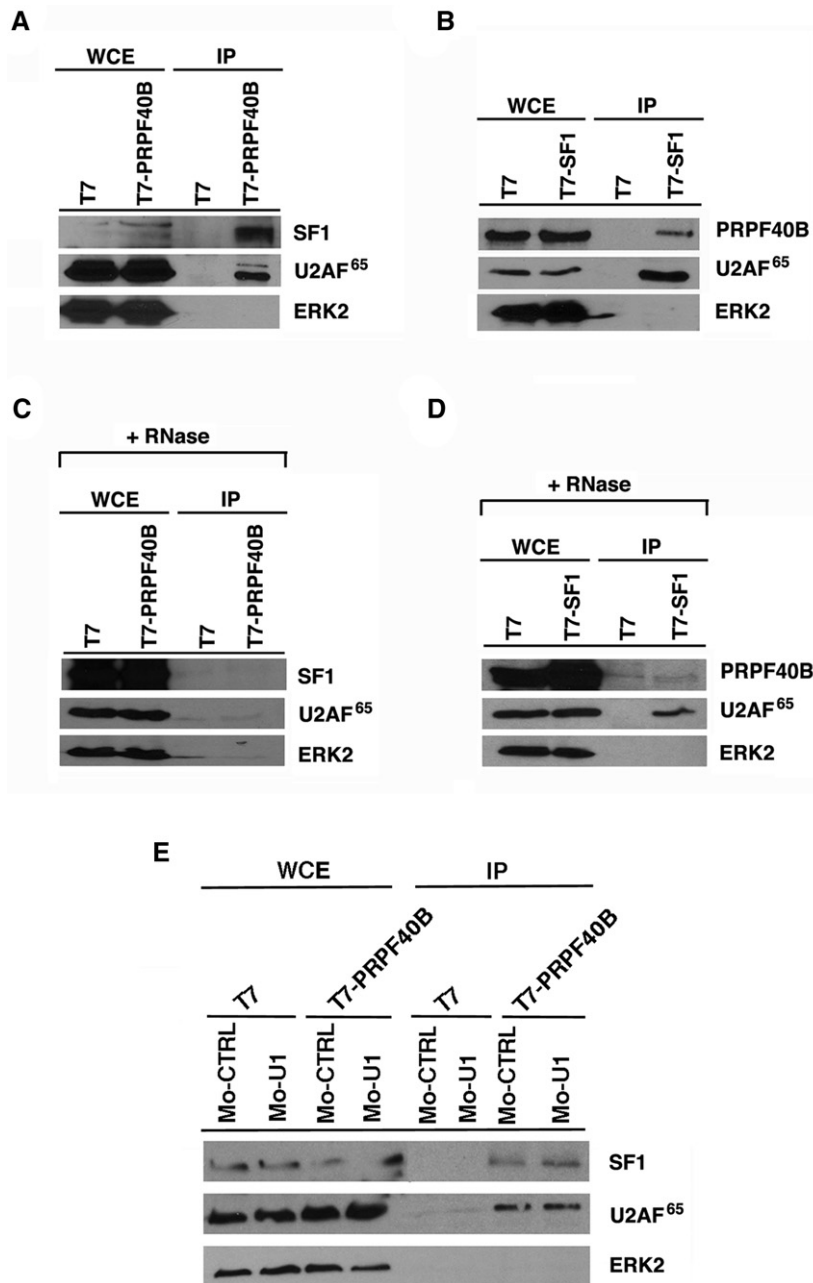 A
WCE IP
T7 T7-PRPF40B T7 T7-PRPF40B
SF1
U2AF65
ERK2
B
WCE IP
T7 T7-SF1 T7 T7-SF1
PRPF40B
U2AF65
ERK2
C
+ RNase
WCE IP
T7 T7-PRPF40B T7 T7-PRPF40B
SF1
U2AF65
ERK2
D
+ RNase
WCE IP
T7 T7-SF1 T7 T7-SF1
PRPF40B
U2AF65
ERK2
E
WCE IP
T7 T7-PRPF40B T7 T7-PRPF40B
Mo-CTRL Mo-U1 Mo-CTRL Mo-U1 Mo-CTRL Mo-U1 Mo-CTRL Mo-U1
SF1
U2AF65
ERK2